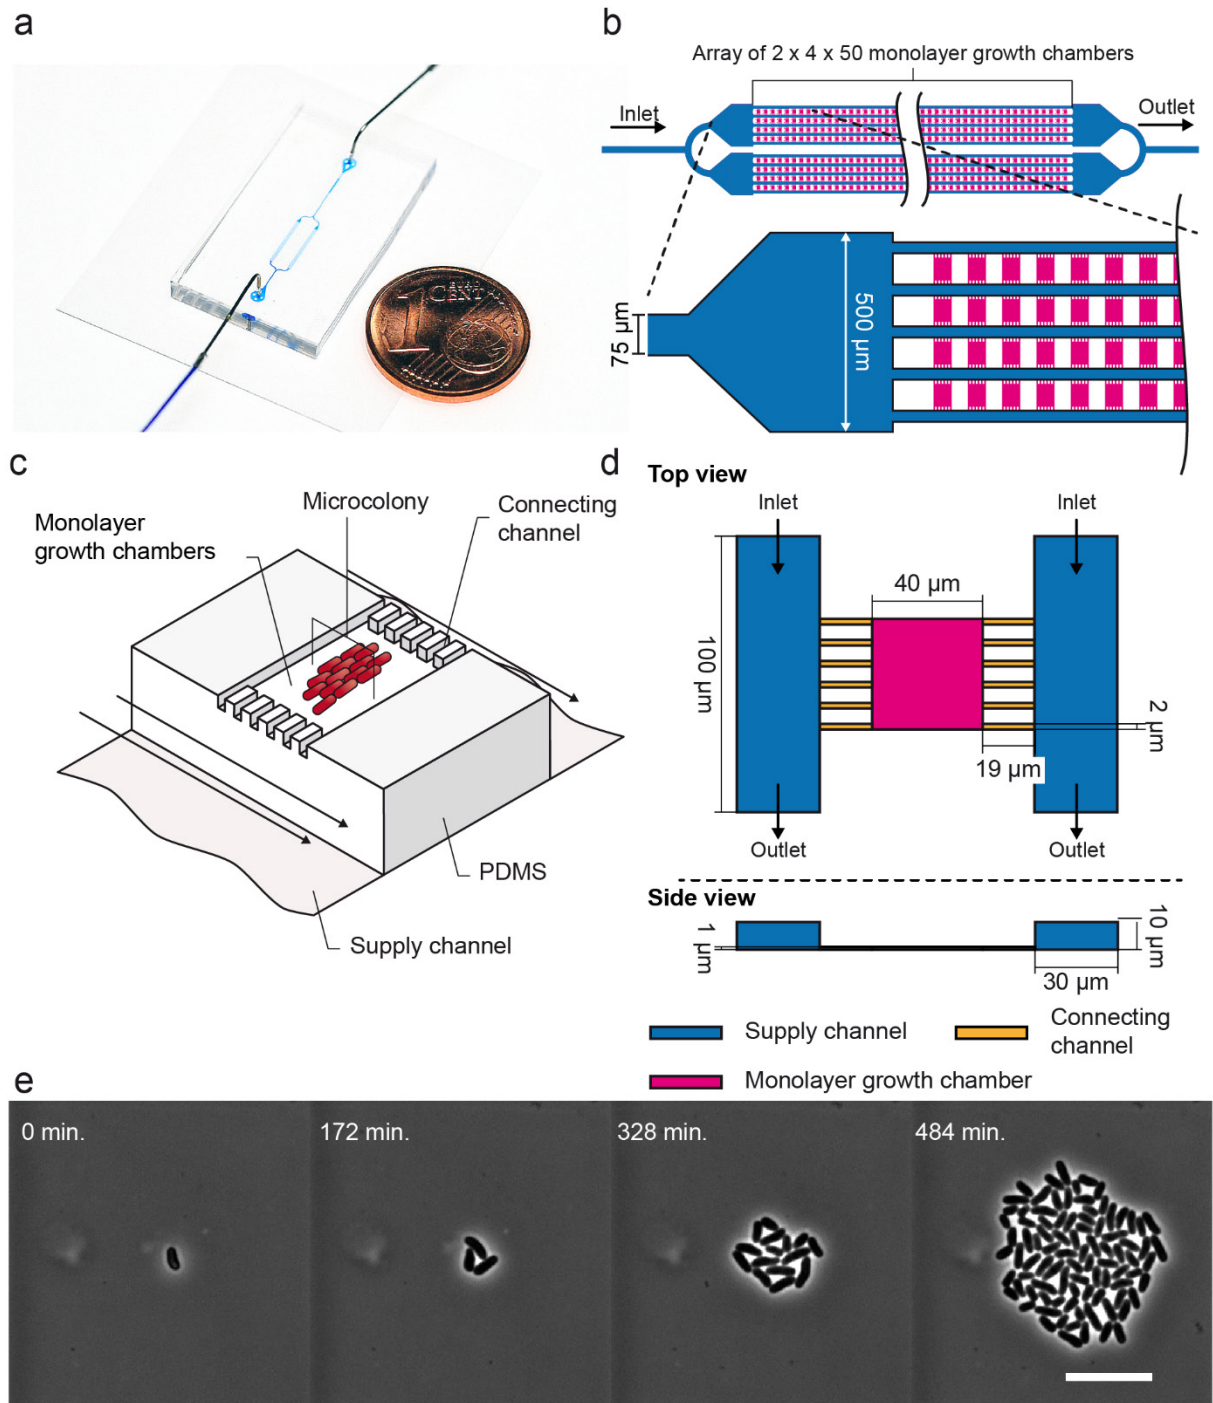 a
1
CENT
b
Array of 2 x 4 x 50 monolayer growth chambers
Inlet
Outlet
75 µm
500 µm
c
Microcolony
Connecting
channel
Monolayer
growth chambers
PDMS
Supply channel
d
Top view
Inlet
Inlet
40 µm
100 µm
2 µm
19 µm
Outlet
Outlet
Side view
1 µm
10 µm
30 µm
Supply channel
Connecting
channel
Monolayer growth chamber
e
0 min.
172 min.
328 min.
484 min.